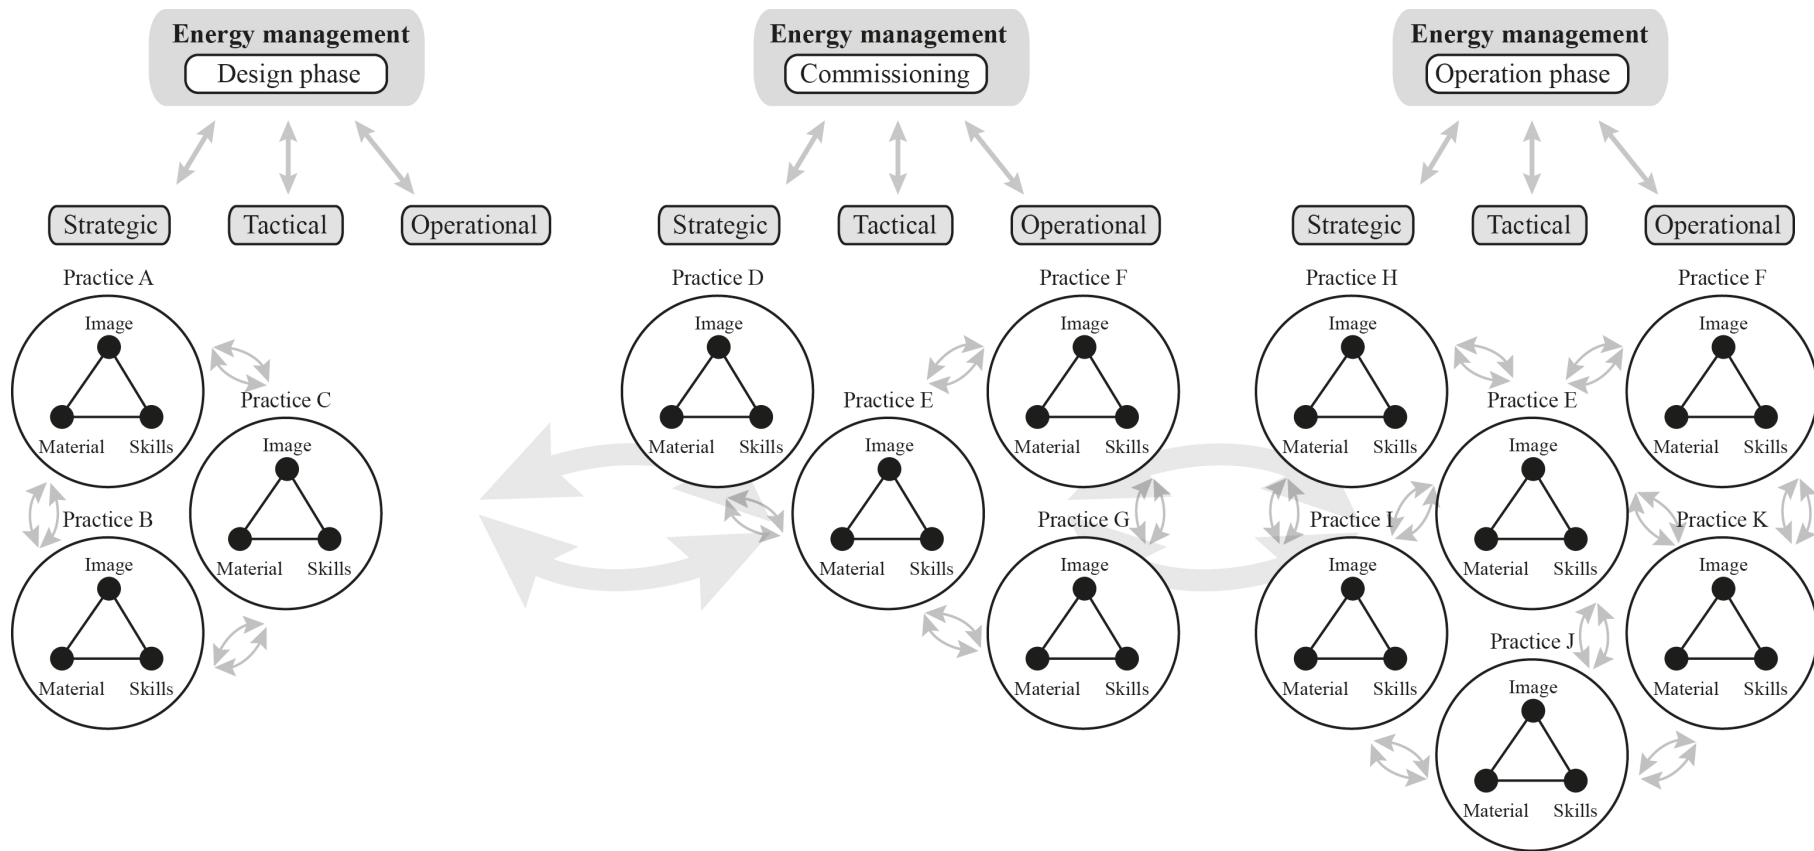 Energy management
Design phase
Strategic
Tactical
Operational
Practice A
Image
Material
Skills
Practice C
Image
Material
Skills
Practice B
Image
Material
Skills
Energy management
Commissioning
Strategic
Tactical
Operational
Practice D
Image
Material
Skills
Practice E
Image
Material
Skills
Practice F
Image
Material
Skills
Practice G
Image
Material
Skills
Energy management
Operation phase
Strategic
Tactical
Operational
Practice H
Image
Material
Skills
Practice I
Image
Material
Skills
Practice E
Image
Material
Skills
Practice J
Image
Material
Skills
Practice F
Image
Material
Skills
Practice K
Image
Material
Skills